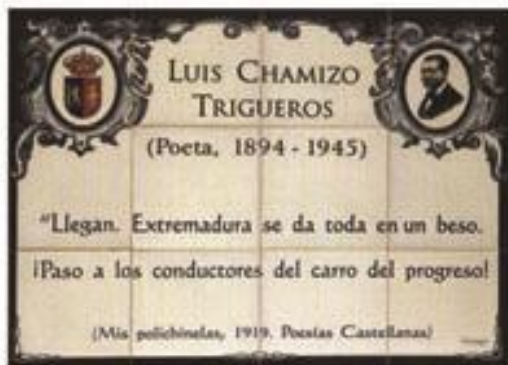 LUIS CHAMIZO
TRIGUEROS
(Poeta, 1894 - 1945)
"Llegan. Extremadura se da toda en un beso.
¡Paso a los conductores del carro del progreso!
(Mis polichinelas, 1919. Poesías Castellanas)